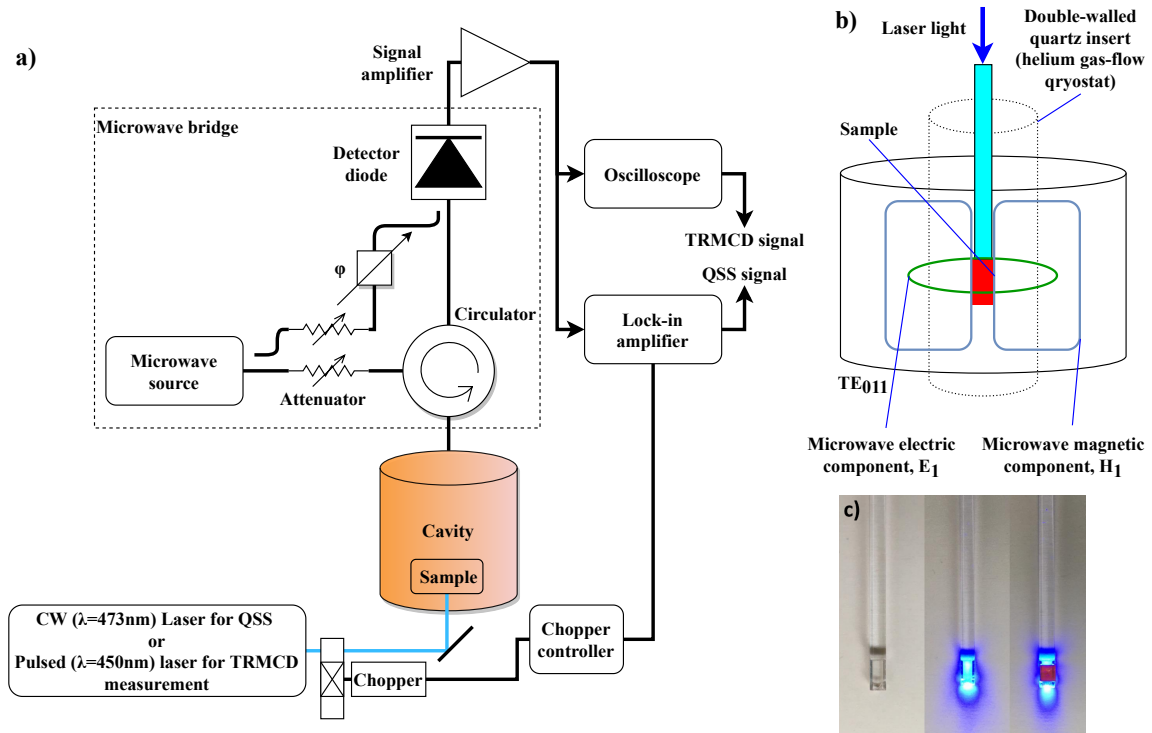 a)
Signal
amplifier
Microwave bridge
Detector
diode
φ
Circulator
Microwave
source
Attenuator
Oscilloscope
TRMCD signal
QSS signal
Lock-in
amplifier
Cavity
Sample
CW (λ=473nm) Laser for QSS
or
Pulsed (λ=450nm) laser for TRMCD
measurement
Chopper
Chopper
controller
b)
Laser light
Double-walled
quartz insert
(helium gas-flow
qryostat)
Sample
TE011
Microwave electric
component, E1
Microwave magnetic
component, H1
c)